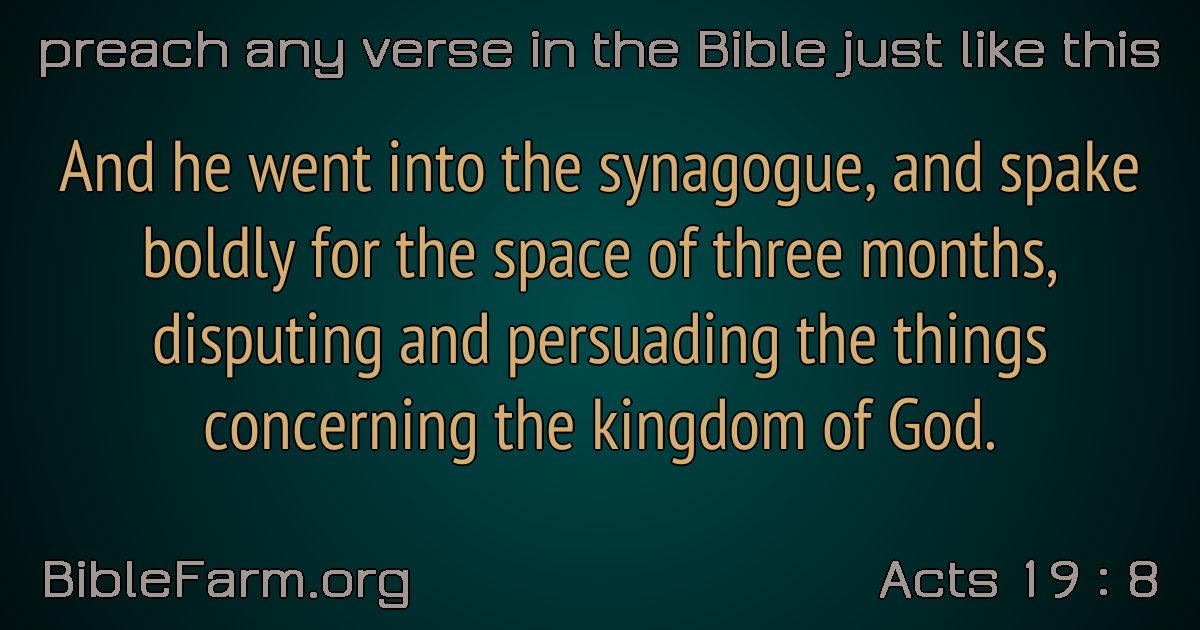 preach any verse in the Bible just like this
And he went into the synagogue, and spake
boldly for the space of three months,
disputing and persuading the things
concerning the kingdom of God.
BibleFarm.org
Acts 19 : 8